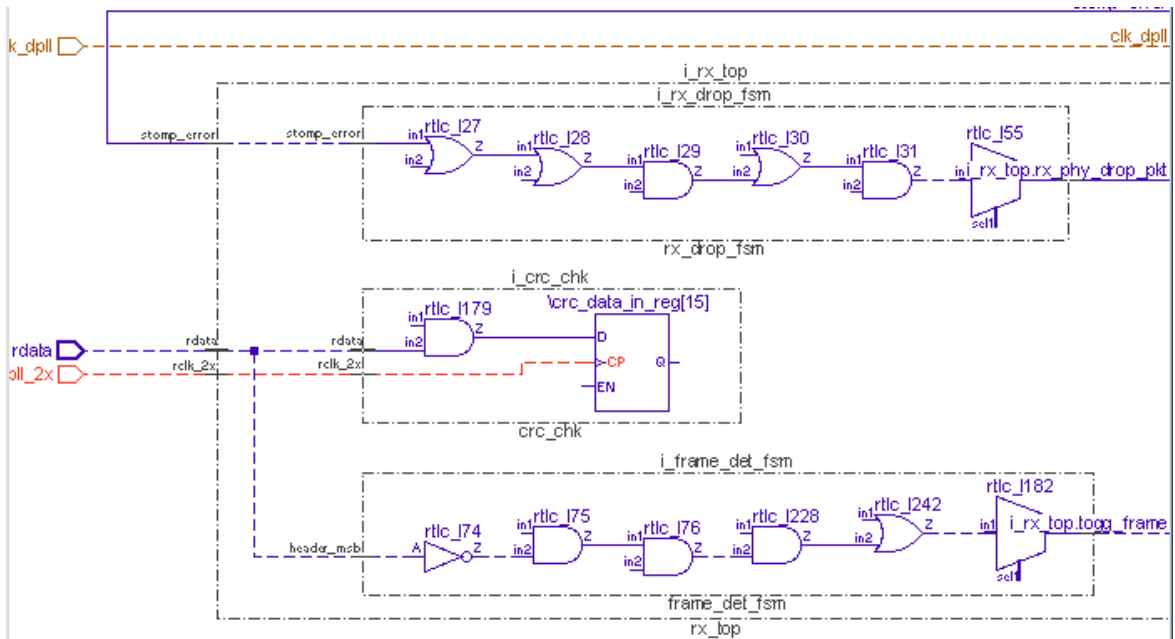 k_dpll
clk_dpll
i_rx_top
i_rx_drop_fsm
stomp_error
stomp_error
in1
rtlc_I27
in2
Z
in1
rtlc_I28
in2
Z
in1
rtlc_I29
in2
Z
in1
rtlc_I30
in2
Z
in1
rtlc_I31
in2
Z
rtlc_I55
in
i_rx_top.rx_phy_drop_pkt
sel1
rx_drop_fsm
i_crc_chk
in1
rtlc_I179
in2
Z
\crc_data_in_reg[15]
D
CP
Q
EN
rdata
rdata
rdata
oll_2x
rclk_2x
rclk_2x
crc_chk
i_frame_det_fsm
header_msb
A
rtlc_I74
Z
in1
rtlc_I75
in2
Z
in1
rtlc_I76
in2
Z
in1
rtlc_I228
in2
Z
in1
rtlc_I242
in2
Z
rtlc_I182
in1
i_rx_top.togg_frame
sel1
frame_det_fsm
rx_top